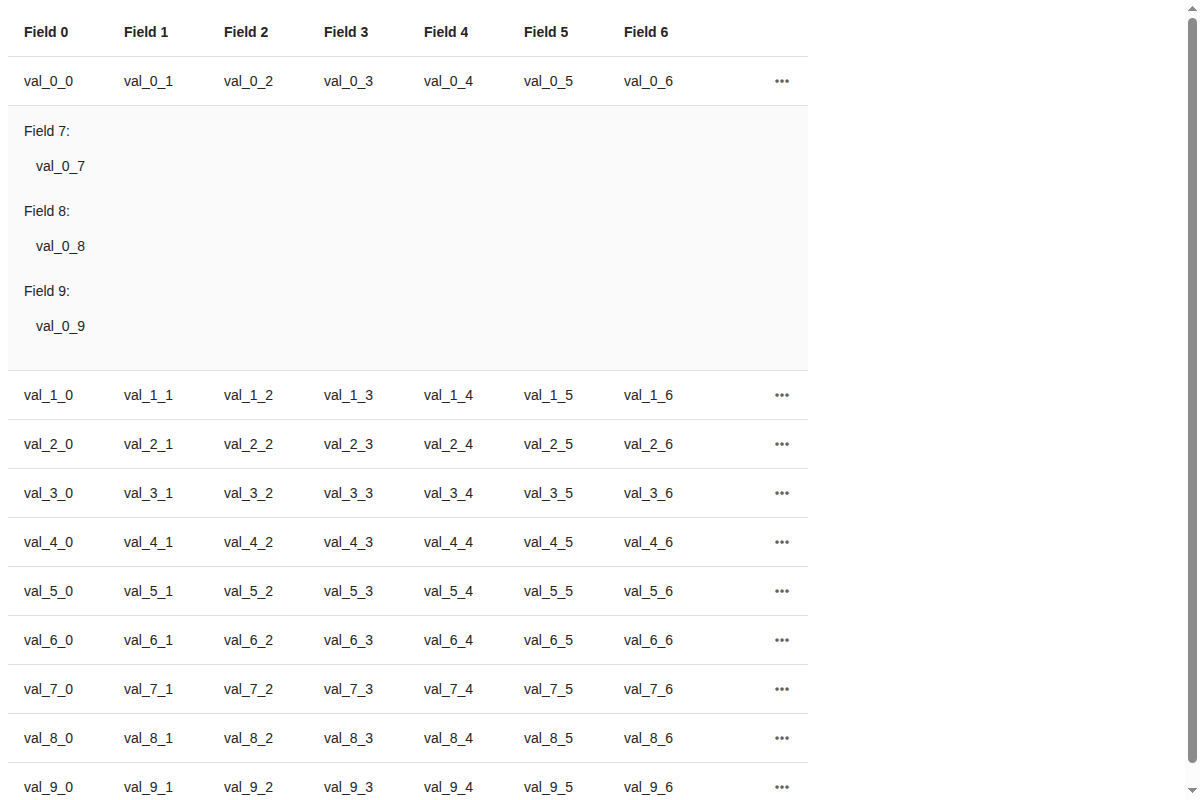 Field 0 Field 1 Field 2 Field 3 Field 4 Field 5 Field 6
val_0_0 val_0_1 val_0_2 val_0_3 val_0_4 val_0_5 val_0_6
Field 7:
val_0_7
Field 8:
val_0_8
Field 9:
val_0_9
val_1_0 val_1_1 val_1_2 val_1_3 val_1_4 val_1_5 val_1_6
val_2_0 val_2_1 val_2_2 val_2_3 val_2_4 val_2_5 val_2_6
val_3_0 val_3_1 val_3_2 val_3_3 val_3_4 val_3_5 val_3_6
val_4_0 val_4_1 val_4_2 val_4_3 val_4_4 val_4_5 val_4_6
val_5_0 val_5_1 val_5_2 val_5_3 val_5_4 val_5_5 val_5_6
val_6_0 val_6_1 val_6_2 val_6_3 val_6_4 val_6_5 val_6_6
val_7_0 val_7_1 val_7_2 val_7_3 val_7_4 val_7_5 val_7_6
val_8_0 val_8_1 val_8_2 val_8_3 val_8_4 val_8_5 val_8_6
val_9_0 val_9_1 val_9_2 val_9_3 val_9_4 val_9_5 val_9_6